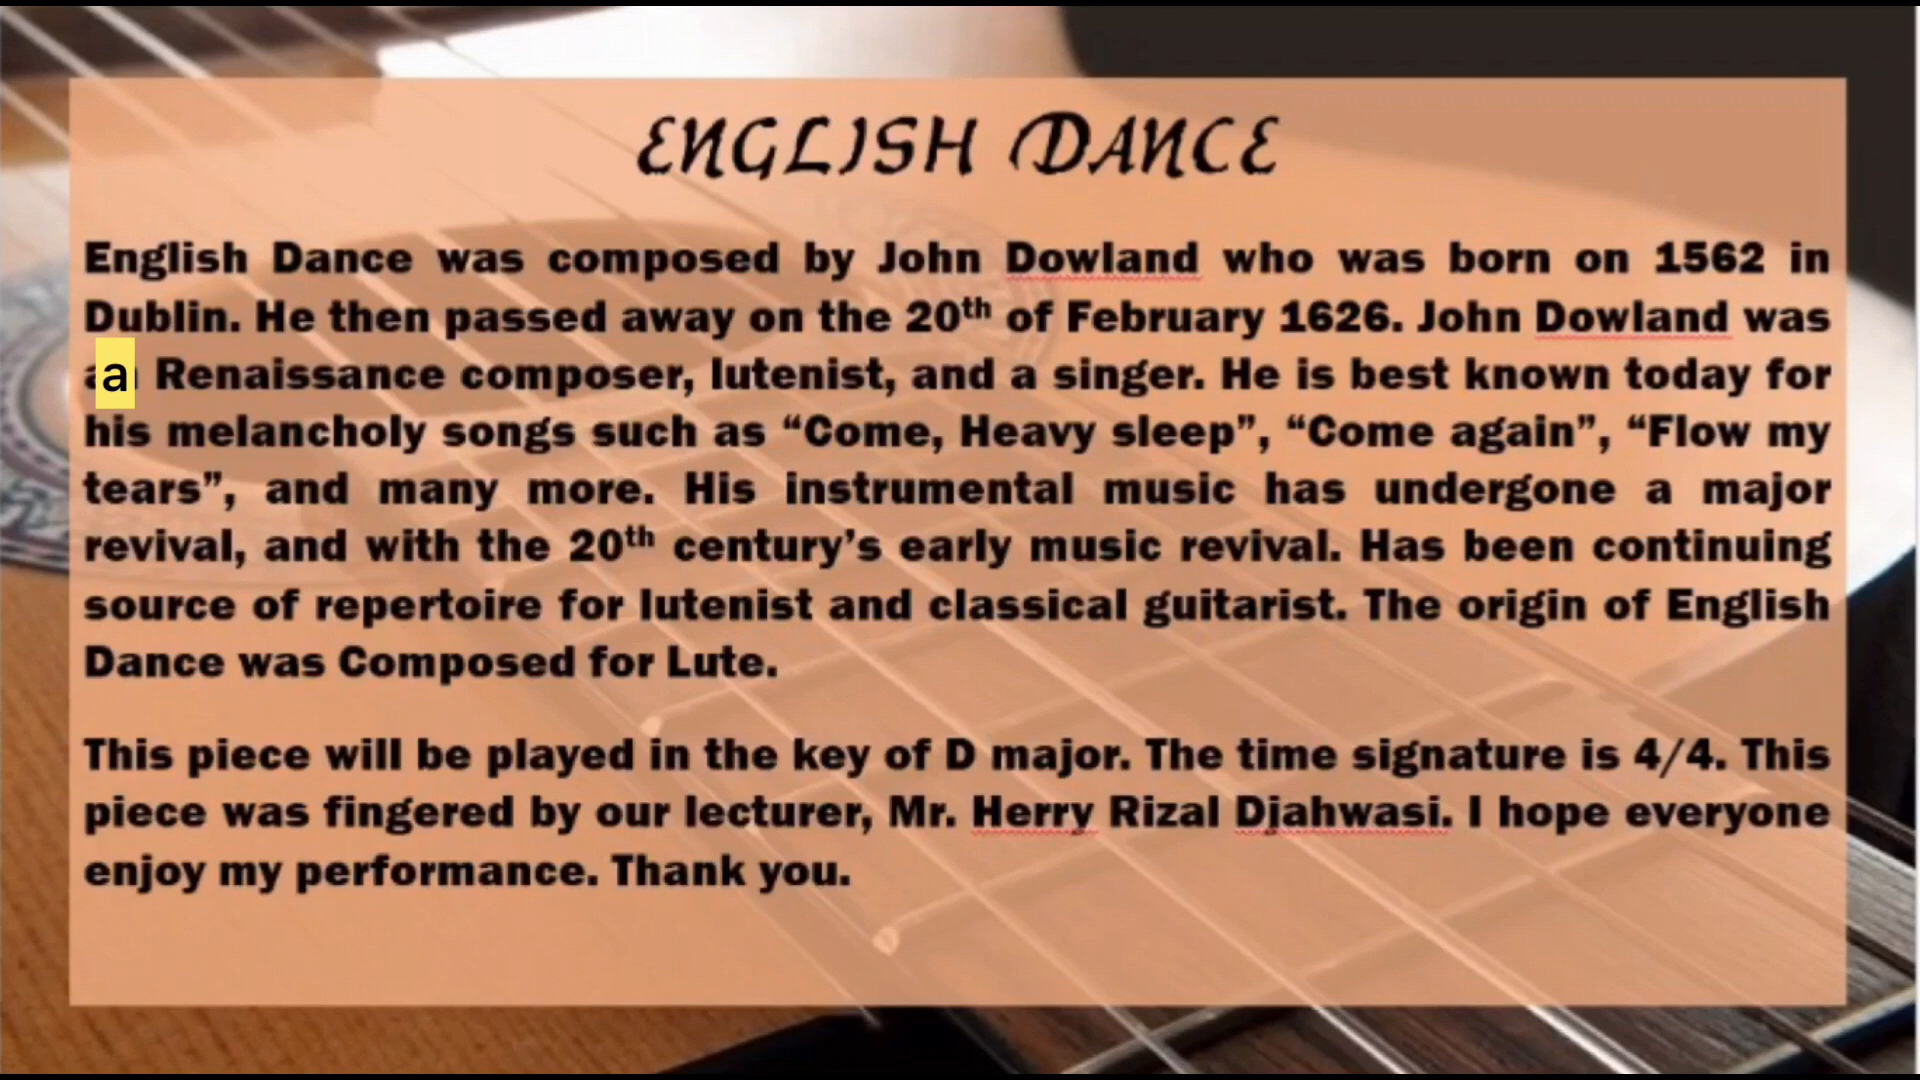 ENGLISH DANCE
English Dance was composed by John Dowland who was born on 1562 in
Dublin. He then passed away on the 20th of February 1626. John Dowland was
a Renaissance composer, lutenist, and a singer. He is best known today for
his melancholy songs such as “Come, Heavy sleep”, “Come again”, “Flow my
tears”, and many more. His instrumental music has undergone a major
revival, and with the 20th century’s early music revival. Has been continuing
source of repertoire for lutenist and classical guitarist. The origin of English
Dance was Composed for Lute.
This piece will be played in the key of D major. The time signature is 4/4. This
piece was fingered by our lecturer, Mr. Herry Rizal Djahwasi. I hope everyone
enjoy my performance. Thank you.